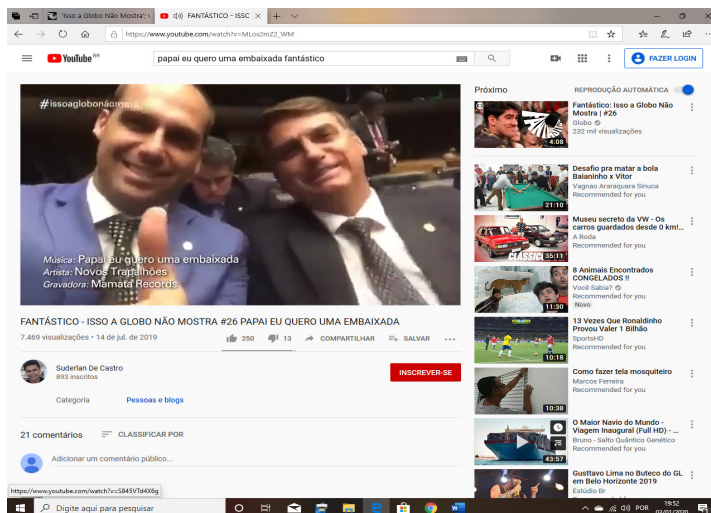 'Isso a Globo Não Mostra': \
FANTÁSTICO - ISSC
https://www.youtube.com/watch?v=MLox2mZ2_WM
YouTube BR
papai eu quero uma embaixada fantástico
FAZER LOGIN
#issoaglobonãomostra
Música: Papai eu quero uma embaixada
Artista: Novos Trapalhões
Gravadora: Mamata Records
FANTÁSTICO - ISSO A GLOBO NÃO MOSTRA #26 PAPAI EU QUERO UMA EMBAIXADA
7.469 visualizações • 14 de jul. de 2019
250
13
COMPARTILHAR
SALVAR
Suderlan De Castro
893 inscritos
INSCREVER-SE
Categoria
Pessoas e blogs
21 comentários
CLASSIFICAR POR
Adicionar um comentário público...
Próximo
REPRODUÇÃO AUTOMÁTICA
Fantástico: Isso a Globo Não
Mostra | #26
Globo
232 mil visualizações
4:08
Desafio pra matar a bola
Baianinho x Vitor
Vagnao Araraquara Sinuca
Recommended for you
21:10
Museu secreto da VW - Os
carros guardados desde 0 km!...
A Roda
Recommended for you
CLASSIC
35:11
8 Animais Encontrados
CONGELADOS !!
Você Sabia?
Recommended for you
Novo
11:30
13 Vezes Que Ronaldinho
Provou Valer 1 Bilhão
SportsHD
Recommended for you
10:18
Como fazer tela mosquiteiro
Marcos Ferreira
Recommended for you
10:38
O Maior Navio do Mundo -
Viagem Inaugural (Full HD) - ...
Bruno - Salto Quântico Genético
Recommended for you
43:57
Gusttavo Lima no Buteco do GL
em Belo Horizonte 2019
Estúdio Br
https://www.youtube.com/watch?v=S845VTd4X6g
Digite aqui para pesquisar
POR
19:52
03/01/2020